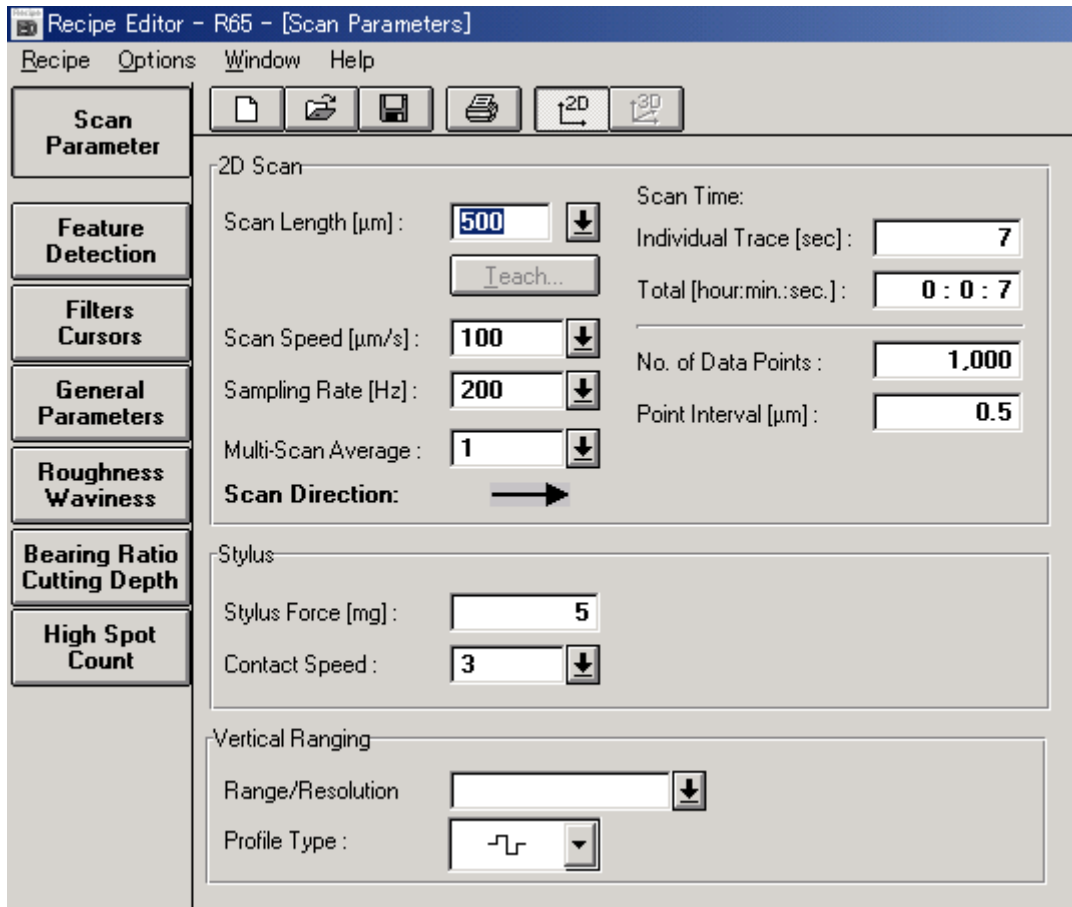 Recipe Editor - R65 - [Scan Parameters]
Recipe Options Window Help
Scan
Parameter
Feature
Detection
Filters
Cursors
General
Parameters
Roughness
Waviness
Bearing Ratio
Cutting Depth
High Spot
Count
2D
3D
2D Scan
Scan Length [µm] : 500
Teach...
Scan Speed [µm/s] : 100
Sampling Rate [Hz] : 200
Multi-Scan Average : 1
Scan Direction:
Scan Time:
Individual Trace [sec] : 7
Total [hour:min.:sec.] : 0 : 0 : 7
No. of Data Points : 1,000
Point Interval [µm] : 0.5
Stylus
Stylus Force [mg] : 5
Contact Speed : 3
Vertical Ranging
Range/Resolution
Profile Type :